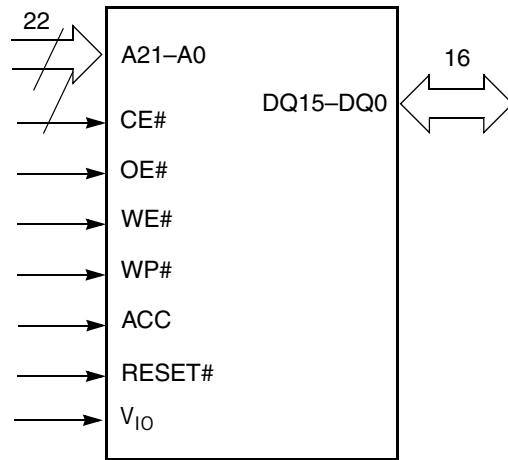 22
A21–A0
16
DQ15–DQ0
CE#
OE#
WE#
WP#
ACC
RESET#
VIO